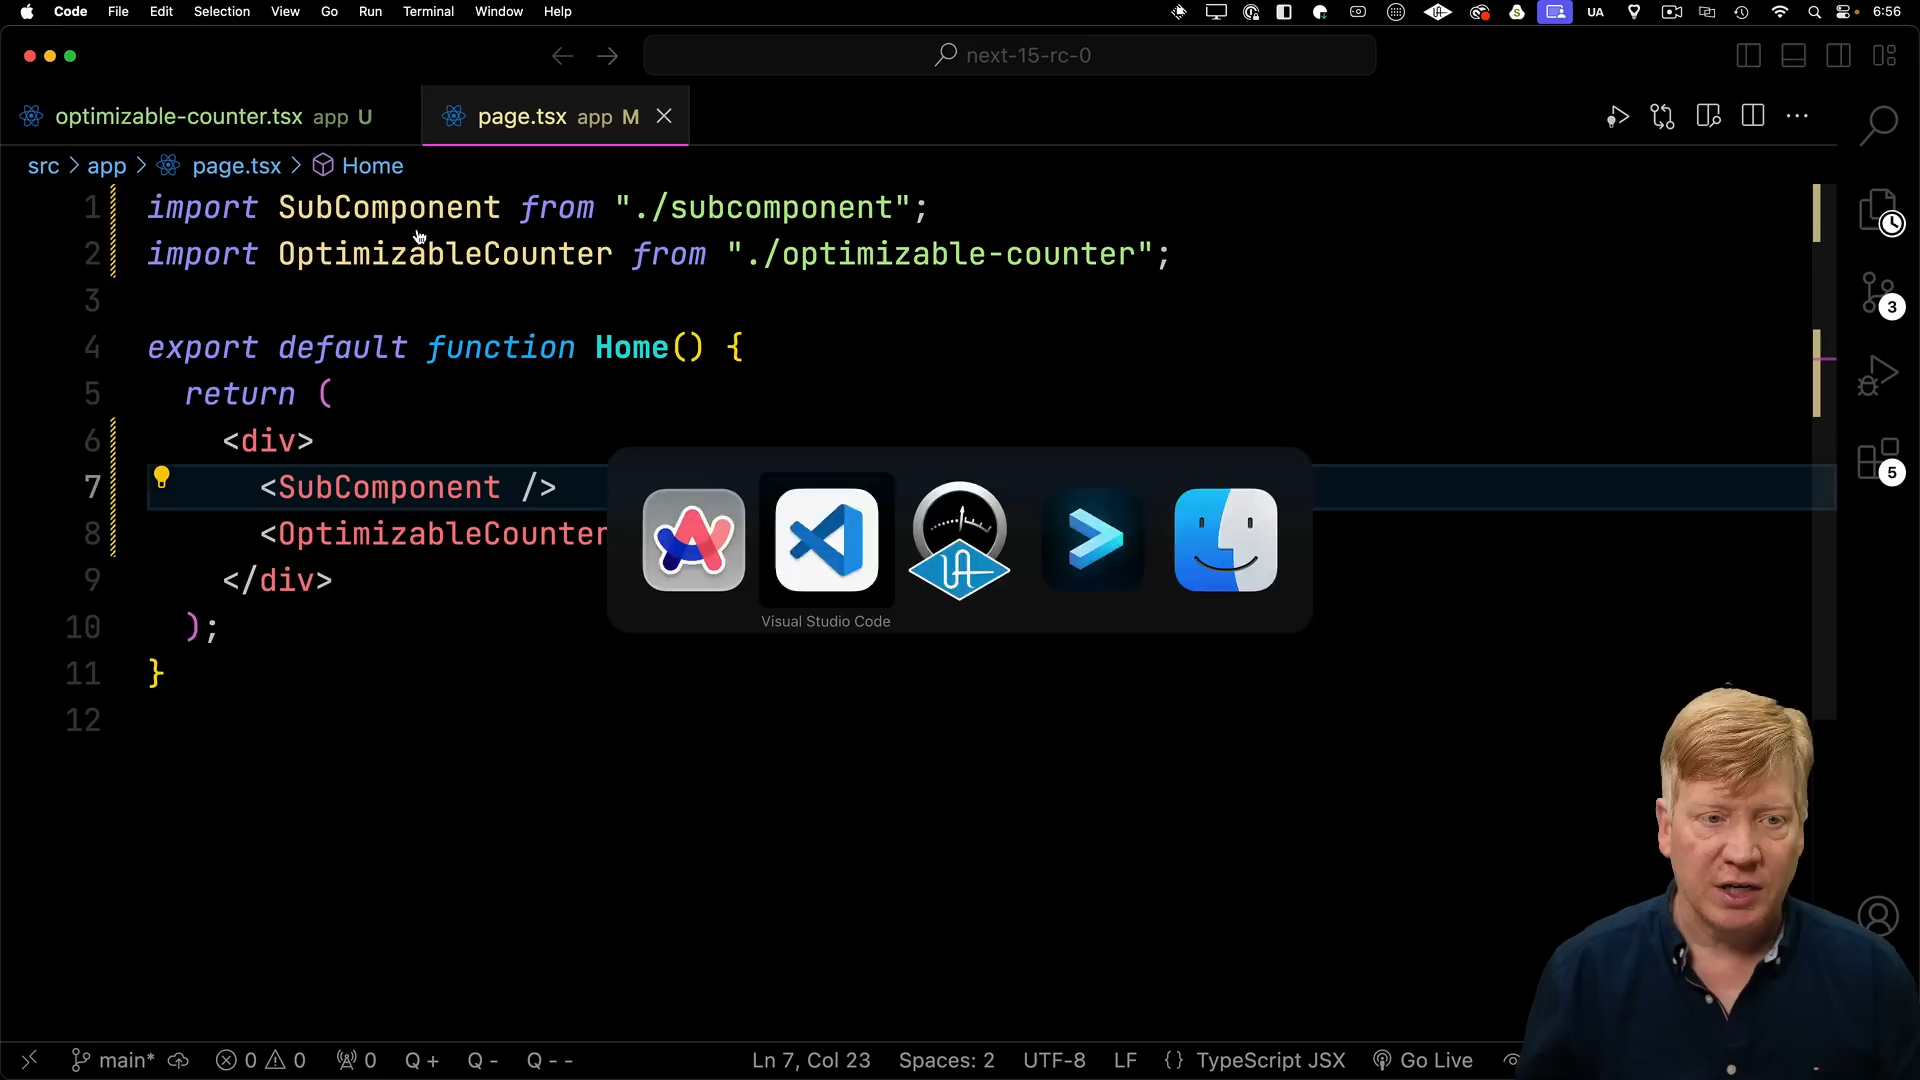 Code File Edit Selection View Go Run Terminal Window Help UA 6:56
next-15-rc-0
optimizable-counter.tsx app U page.tsx app M
src > app > page.tsx > Home
1 import SubComponent from "./subcomponent";
2 import OptimizableCounter from "./optimizable-counter";
3
4 export default function Home() {
5 return (
6 <div>
7 <SubComponent />
8 <OptimizableCounter
9 </div>
10 );
11 }
12
Visual Studio Code
3
5
main* 0 0 0 Q + Q - Q - - Ln 7, Col 23 Spaces: 2 UTF-8 LF {} TypeScript JSX Go Live